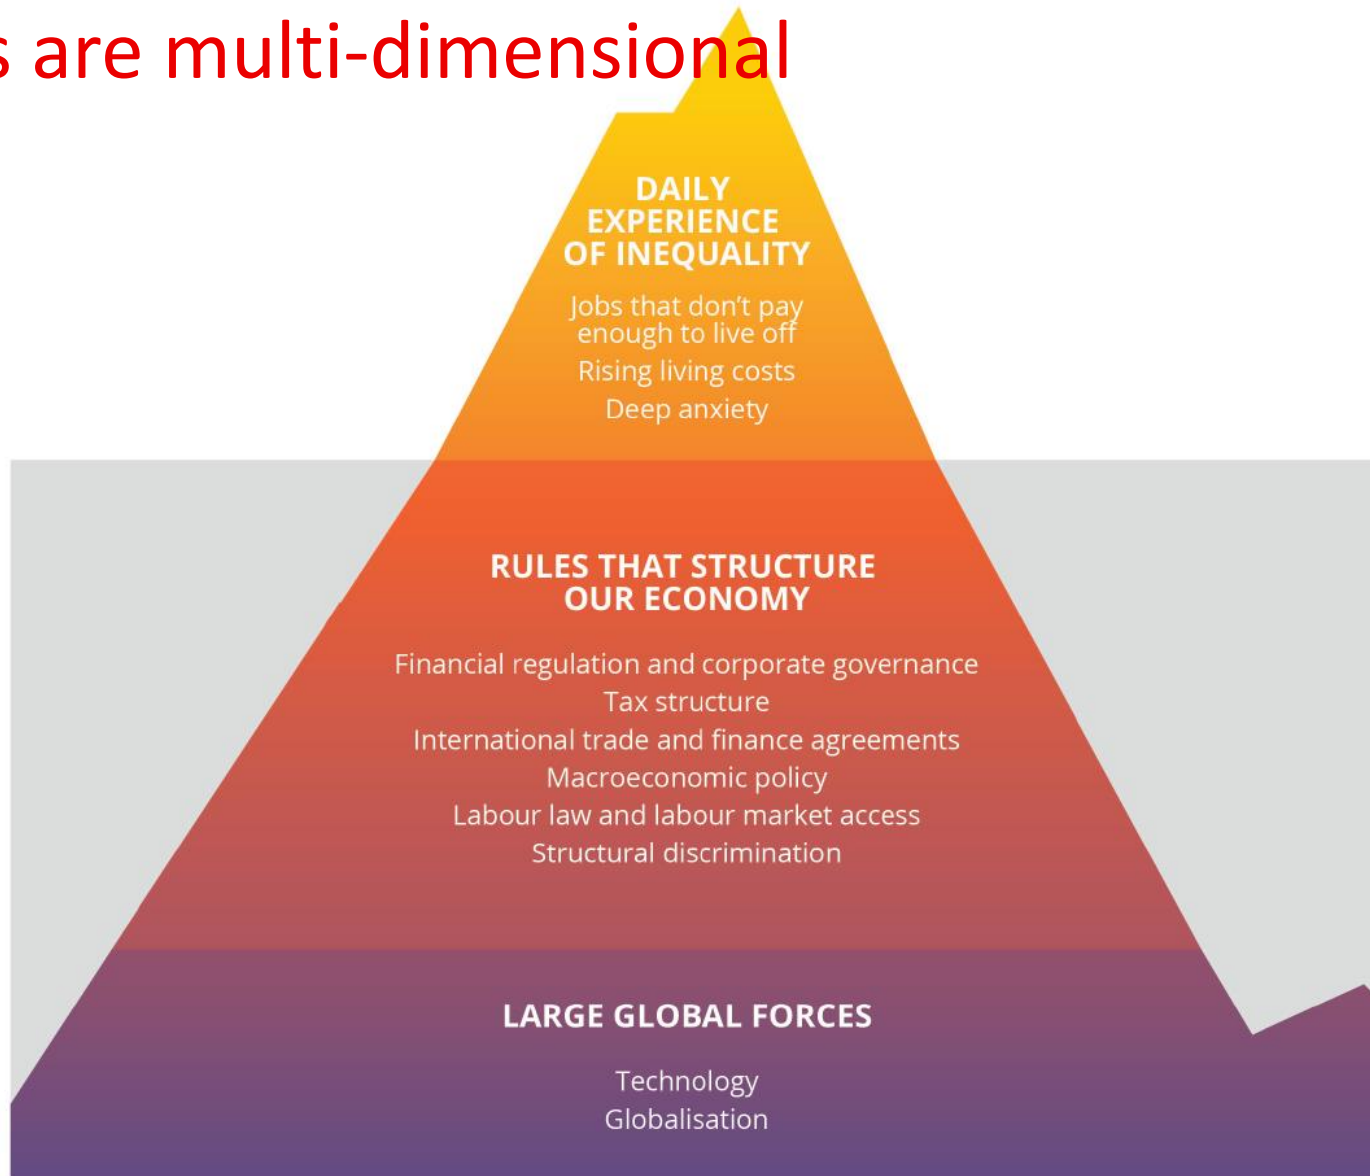 s are multi-dimensional
DAILY
EXPERIENCE
OF INEQUALITY
Jobs that don't pay
enough to live off
Rising living costs
Deep anxiety
RULES THAT STRUCTURE
OUR ECONOMY
Financial regulation and corporate governance
Tax structure
International trade and finance agreements
Macroeconomic policy
Labour law and labour market access
Structural discrimination
LARGE GLOBAL FORCES
Technology
Globalisation